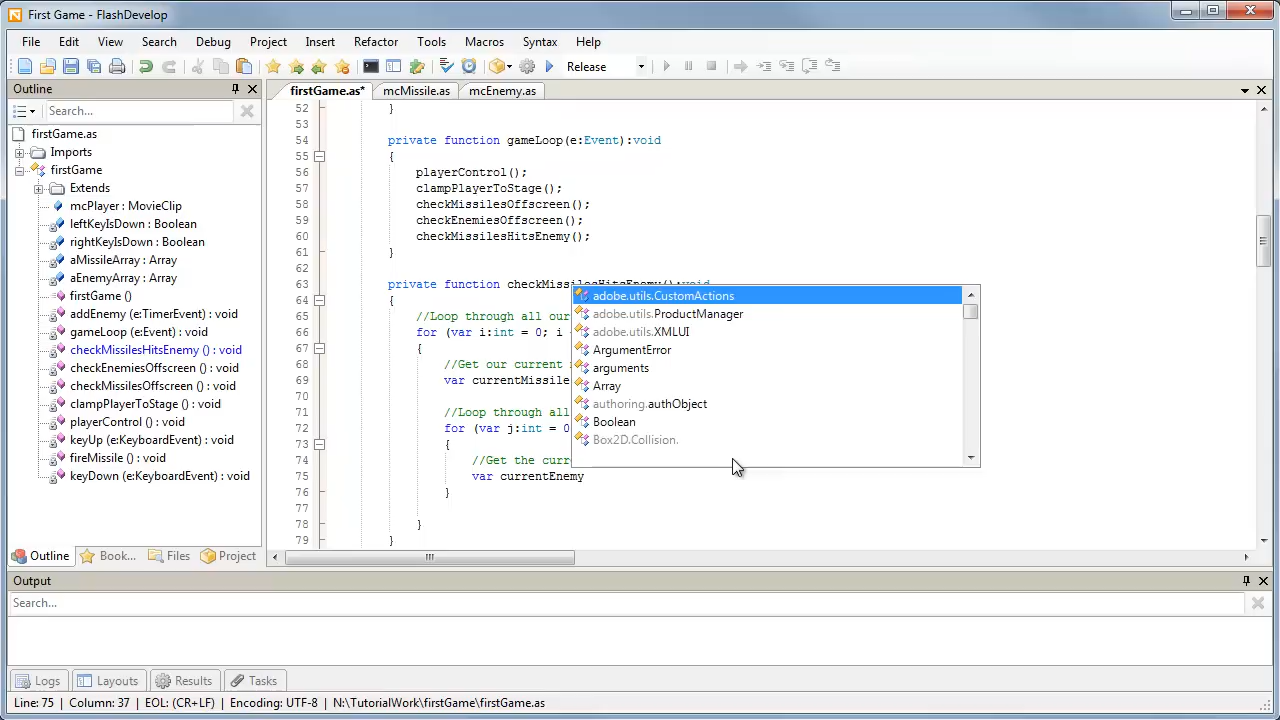 First Game - FlashDevelop
File Edit View Search Debug Project Insert Refactor Tools Macros Syntax Help
Release
Outline
firstGame.as* mcMissile.as mcEnemy.as
Search...
firstGame.as
Imports
firstGame
Extends
mcPlayer : MovieClip
leftKeyIsDown : Boolean
rightKeyIsDown : Boolean
aMissileArray : Array
aEnemyArray : Array
firstGame ()
addEnemy (e:TimerEvent) : void
gameLoop (e:Event) : void
checkMissilesHitsEnemy () : void
checkEnemiesOffscreen () : void
checkMissilesOffscreen () : void
clampPlayerToStage () : void
playerControl () : void
keyUp (e:KeyboardEvent) : void
fireMissile () : void
keyDown (e:KeyboardEvent) : void
Outline Book... Files Project
52 }
53
54 private function gameLoop(e:Event):void
55 {
56 playerControl();
57 clampPlayerToStage();
58 checkMissilesOffscreen();
59 checkEnemiesOffscreen();
60 checkMissilesHitsEnemy();
61 }
62
63 private function checkMissilesHitsEnemy():void
64 {
65 //Loop through all our
66 for (var i:int = 0; i
67 {
68 //Get our current
69 var currentMissile
70
71 //Loop through all
72 for (var j:int = 0
73 {
74 //Get the curr
75 var currentEnemy
76 }
77
78 }
79 }
adobe.utils.CustomActions
adobe.utils.ProductManager
adobe.utils.XMLUI
ArgumentError
arguments
Array
authoring.authObject
Boolean
Box2D.Collision.
Output
Search...
Logs Layouts Results Tasks
Line: 75 | Column: 37 | EOL: (CR+LF) | Encoding: UTF-8 | N:\TutorialWork\firstGame\firstGame.as